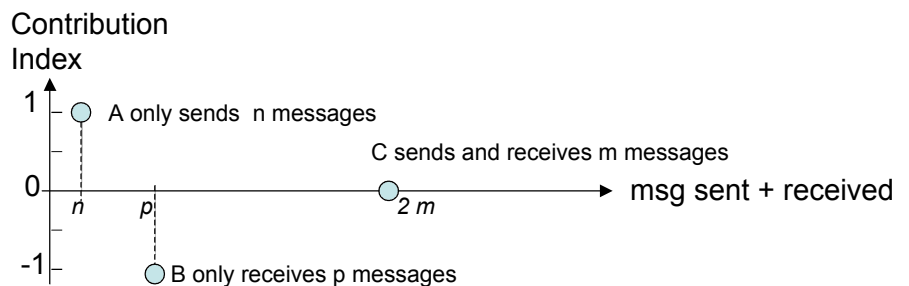 Contribution
Index
1
A only sends n messages
C sends and receives m messages
0
msg sent + received
n
p
2 m
-1
B only receives p messages